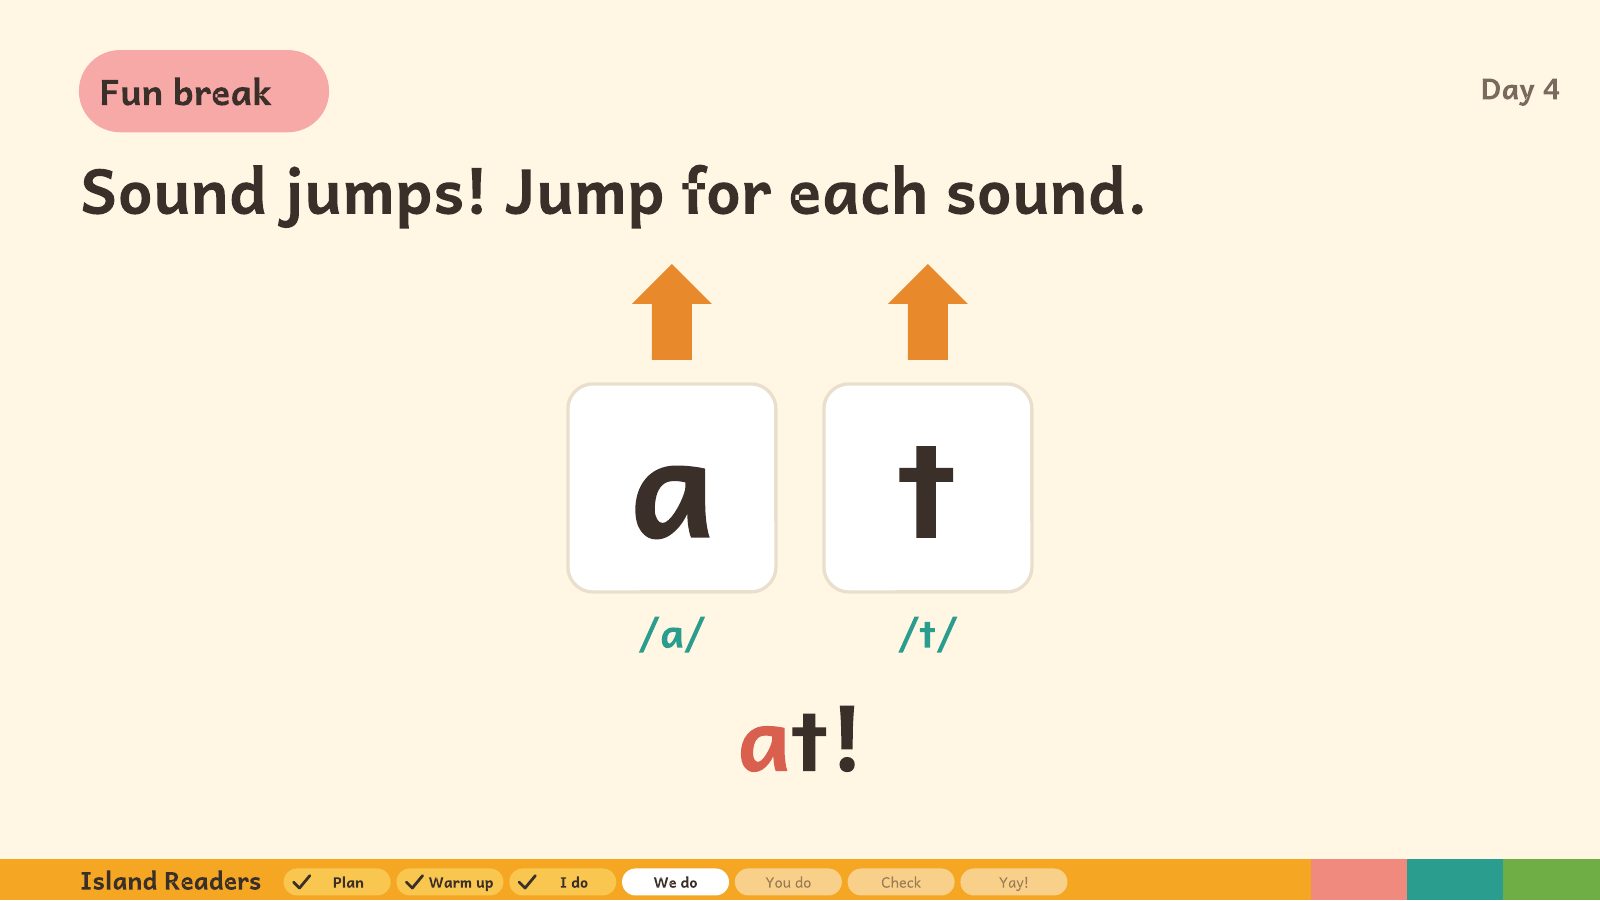 Fun break
Day 4
Sound jumps! Jump for each sound.
a t
/a/ /t/
at!
Island Readers Plan Warm up I do We do You do Check Yay!